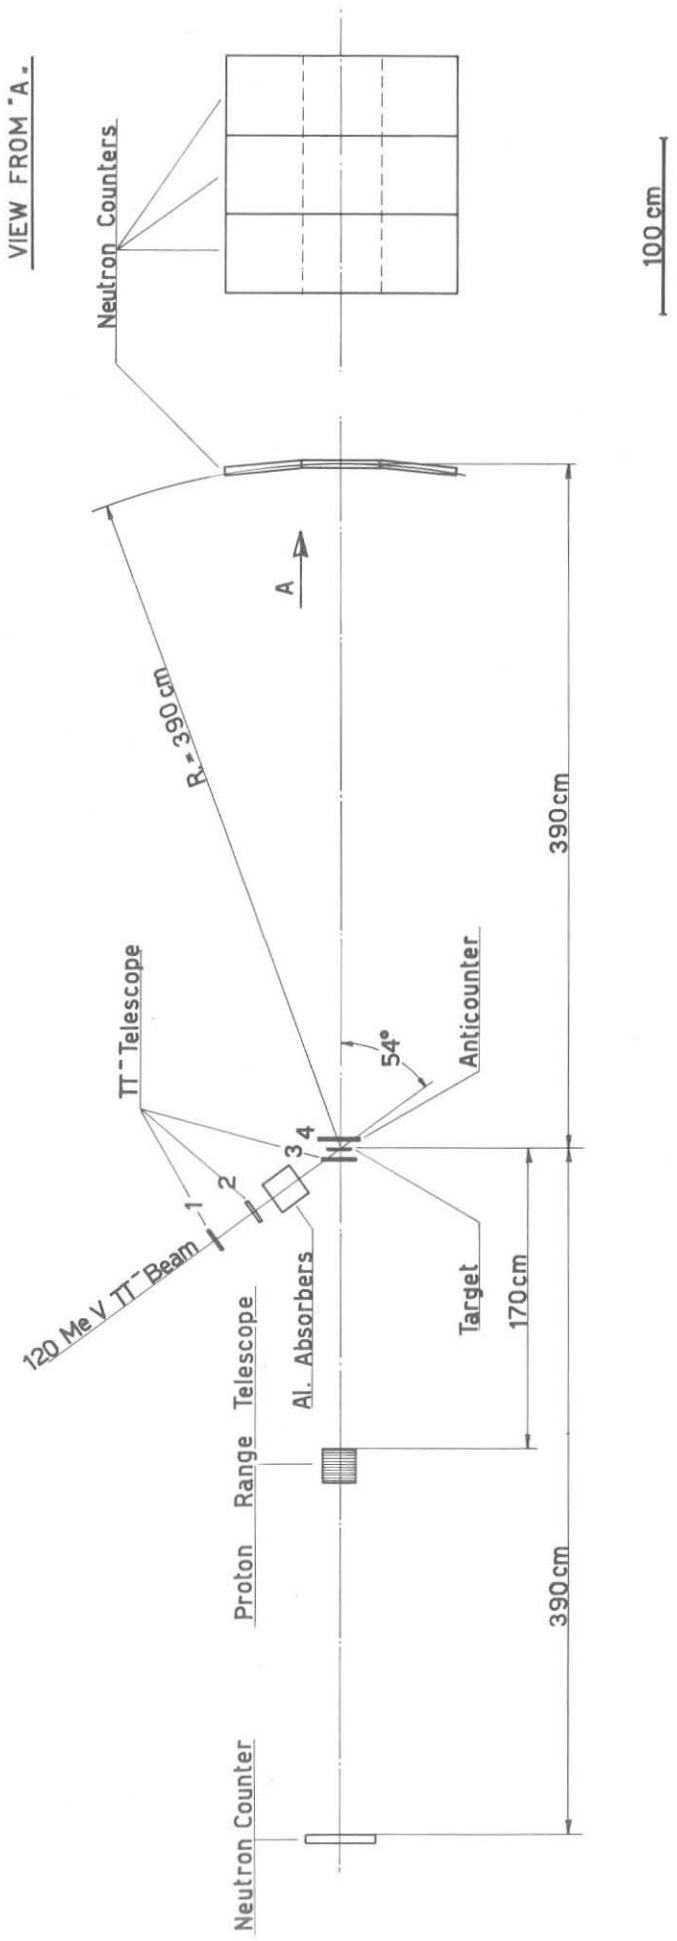 VIEW FROM "A.
Neutron Counters
100 cm
A
R. = 390 cm
390 cm
π⁻ Telescope
54°
Anticounter
1
2
3
4
120 Me V π⁻ Beam
Al. Absorbers
Target
170 cm
Proton Range Telescope
390 cm
Neutron Counter